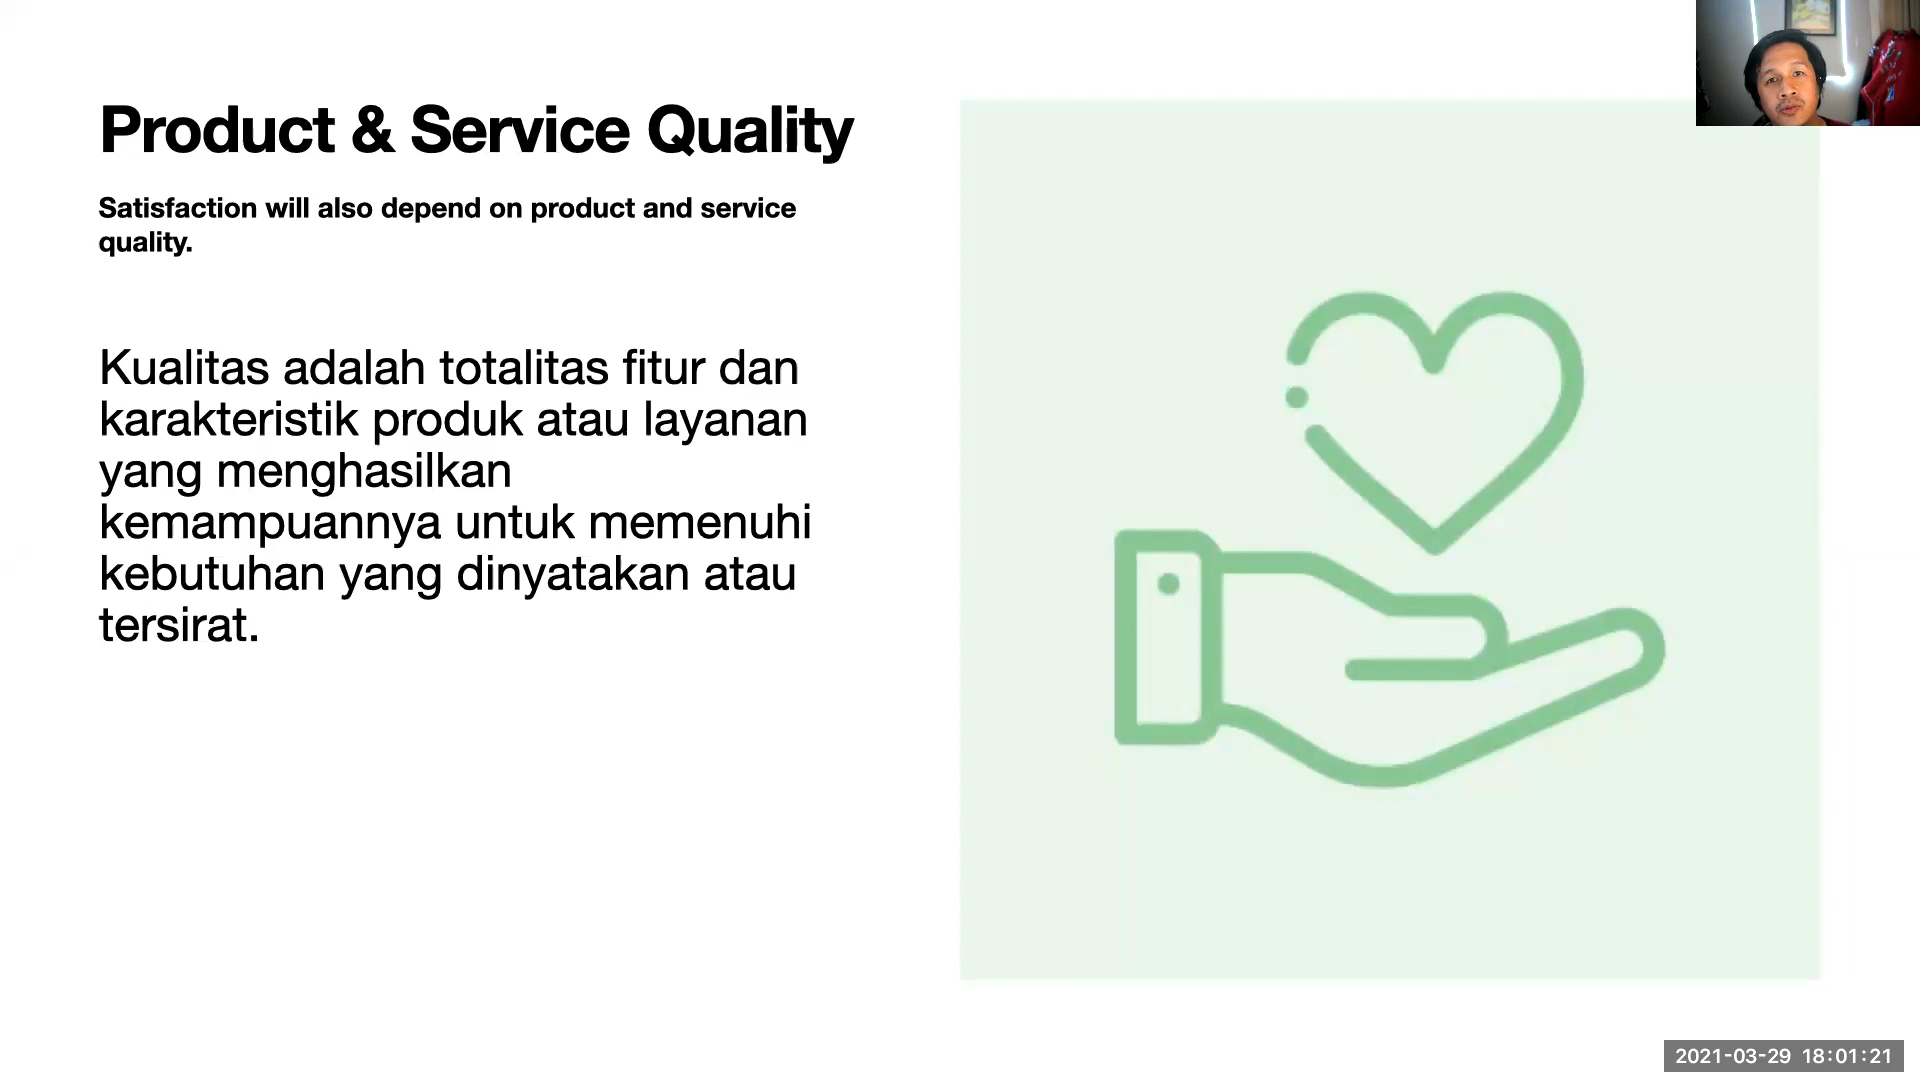 Product & Service Quality
Satisfaction will also depend on product and service
quality.
Kualitas adalah totalitas fitur dan
karakteristik produk atau layanan
yang menghasilkan
kemampuannya untuk memenuhi
kebutuhan yang dinyatakan atau
tersirat.
2021-03-29 18:01:21